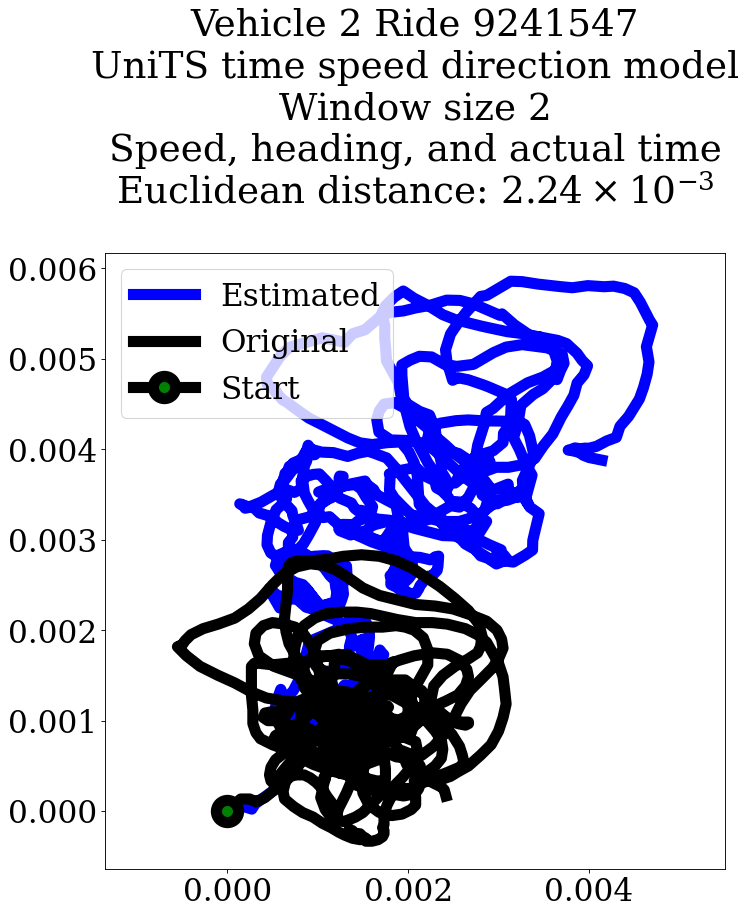 Vehicle 2 Ride 9241547
UniTS time speed direction model
Window size 2
Speed, heading, and actual time
Euclidean distance: 2.24 × 10⁻³
Estimated
Original
Start
0.006
0.005
0.004
0.003
0.002
0.001
0.000
0.000 0.002 0.004